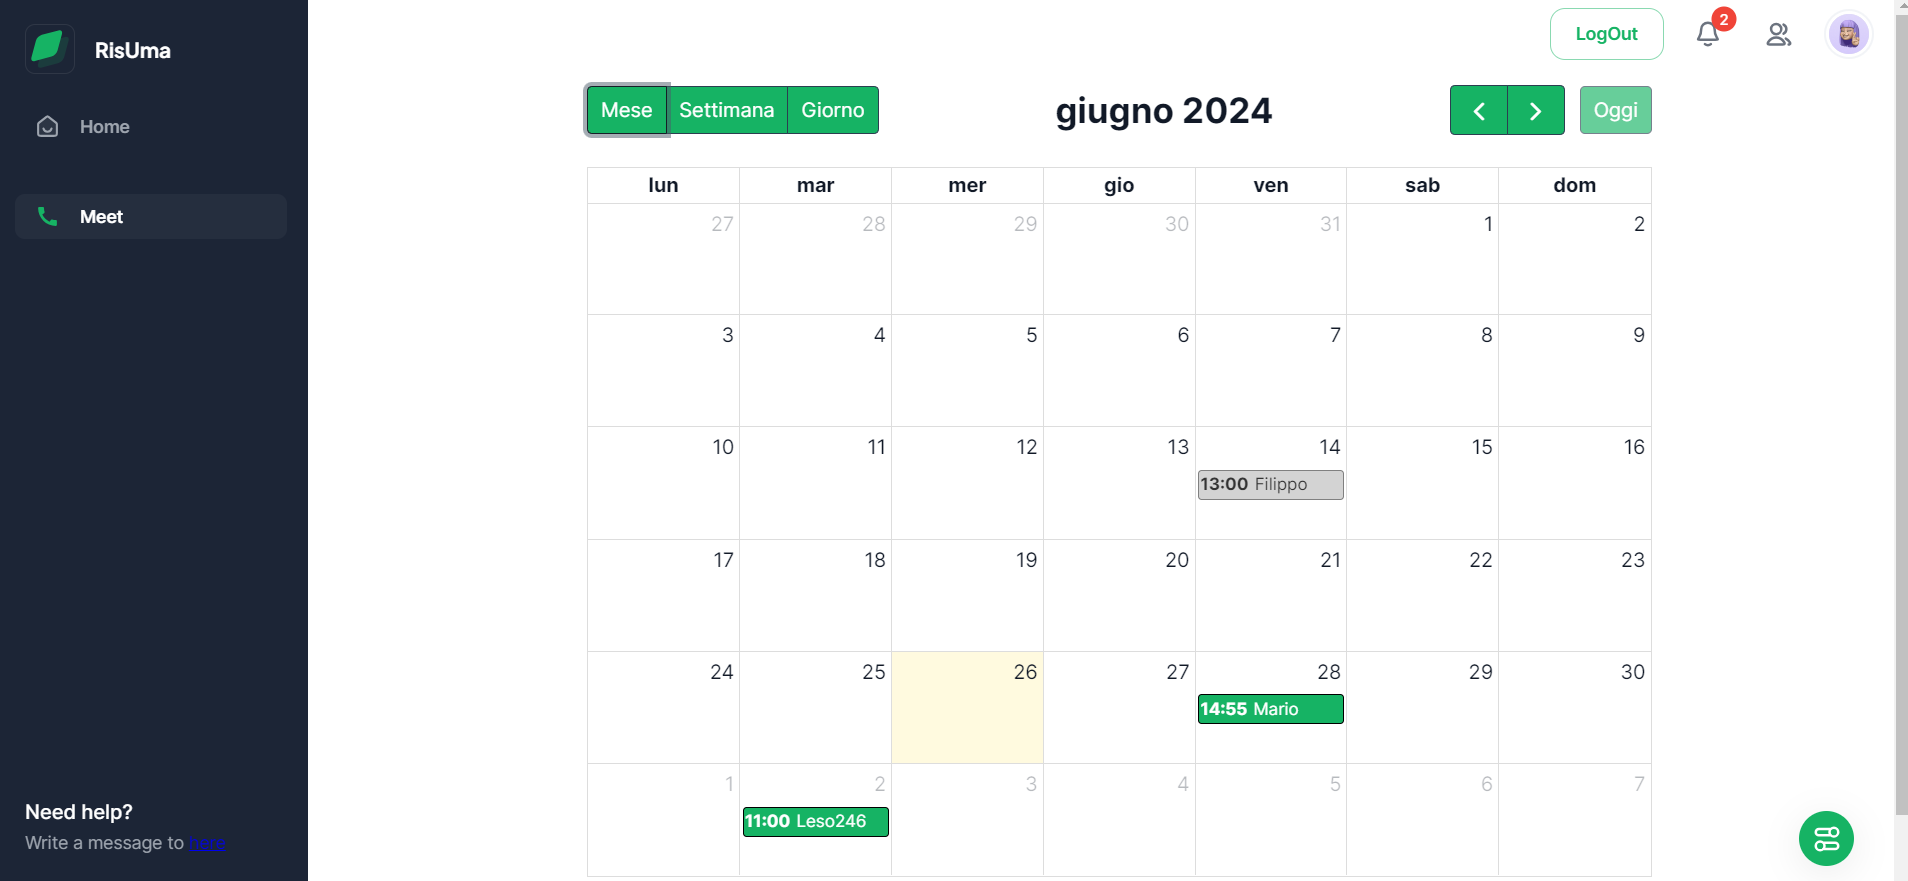 RisUma
Home
Meet
Need help?
Write a message to here
LogOut
2
Mese Settimana Giorno
giugno 2024
Oggi
lun mar mer gio ven sab dom
27 28 29 30 31 1 2
3 4 5 6 7 8 9
10 11 12 13 14 15 16
13:00 Filippo
17 18 19 20 21 22 23
24 25 26 27 28 29 30
14:55 Mario
1 2 3 4 5 6 7
11:00 Leso246